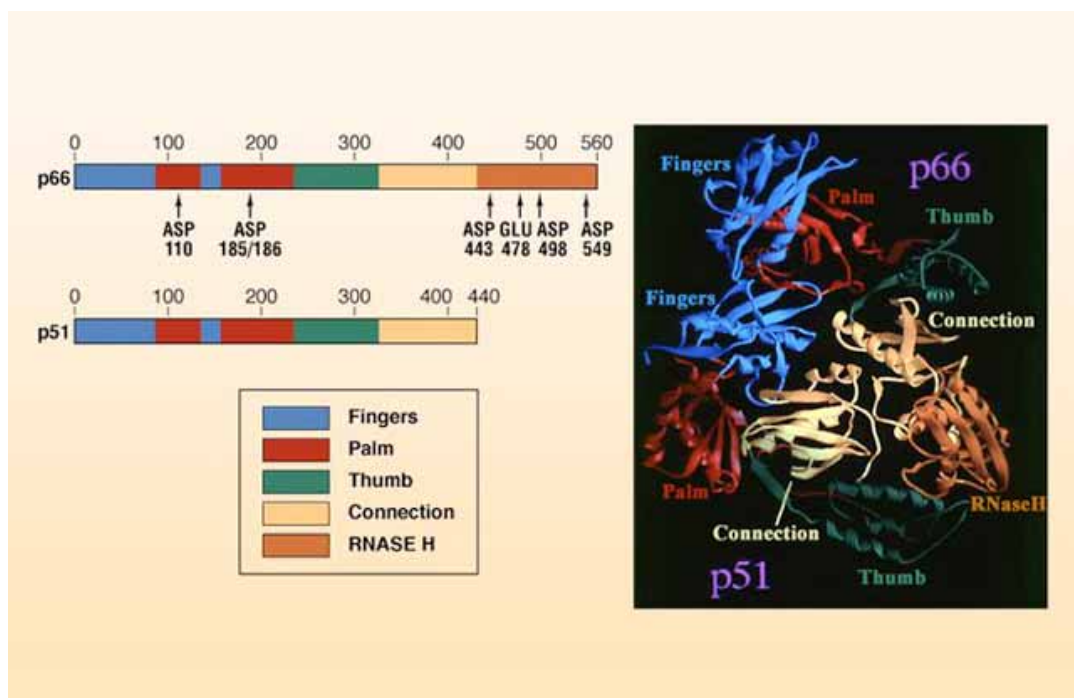 0 100 200 300 400 500 560
p66
ASP ASP ASP GLU ASP ASP
110 185/186 443 478 498 549
0 100 200 300 400 440
p51
Fingers
Palm
Thumb
Connection
RNASE H
Fingers
p66
Palm
Thumb
Fingers
Connection
Palm
RNaseH
Connection
p51
Thumb